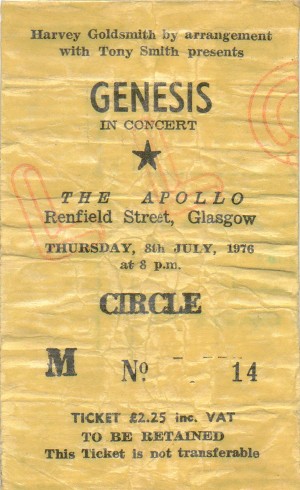 Harvey Goldsmith by arrangement
with Tony Smith presents
GENESIS
IN CONCERT
THE APOLLO
Renfield Street, Glasgow
THURSDAY, 8th JULY, 1976
at 8 p.m.
CIRCLE
M No 14
TICKET £2.25 inc. VAT
TO BE RETAINED
This Ticket is not transferable